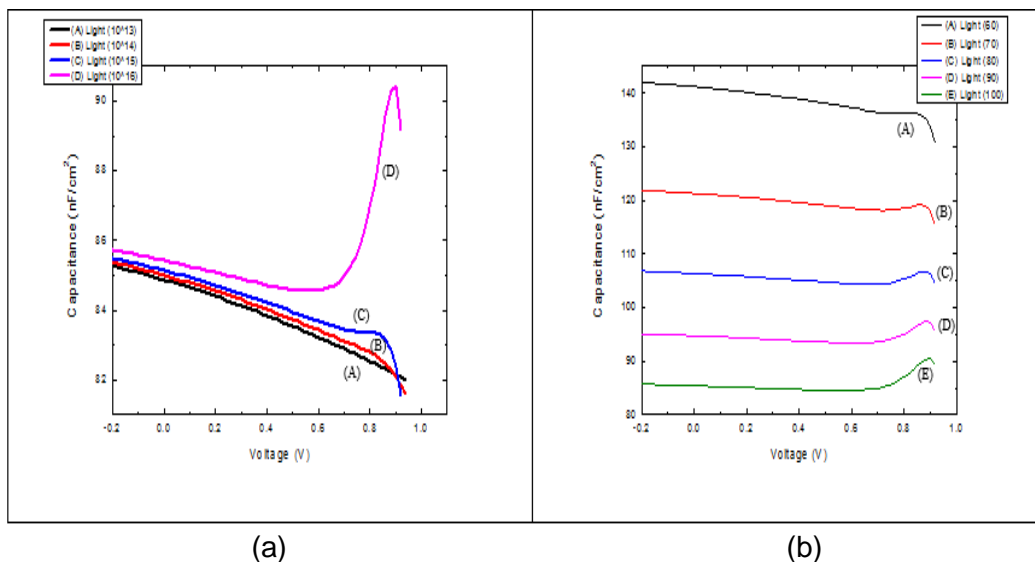 (A) Light (10^13)
(B) Light (10^14)
(C) Light (10^15)
(D) Light (10^16)
90
88
86
84
82
Capacitance (nF/cm²)
(D)
(C)
(B)
(A)
-0.2 0.0 0.2 0.4 0.6 0.8 1.0
Voltage (V)
(a)
(A) Light (60)
(B) Light (70)
(C) Light (80)
(D) Light (90)
(E) Light (100)
140
130
120
110
100
90
80
Capacitance (nF/cm²)
(A)
(B)
(C)
(D)
(E)
-0.2 0.0 0.2 0.4 0.6 0.8 1.0
Voltage (V)
(b)